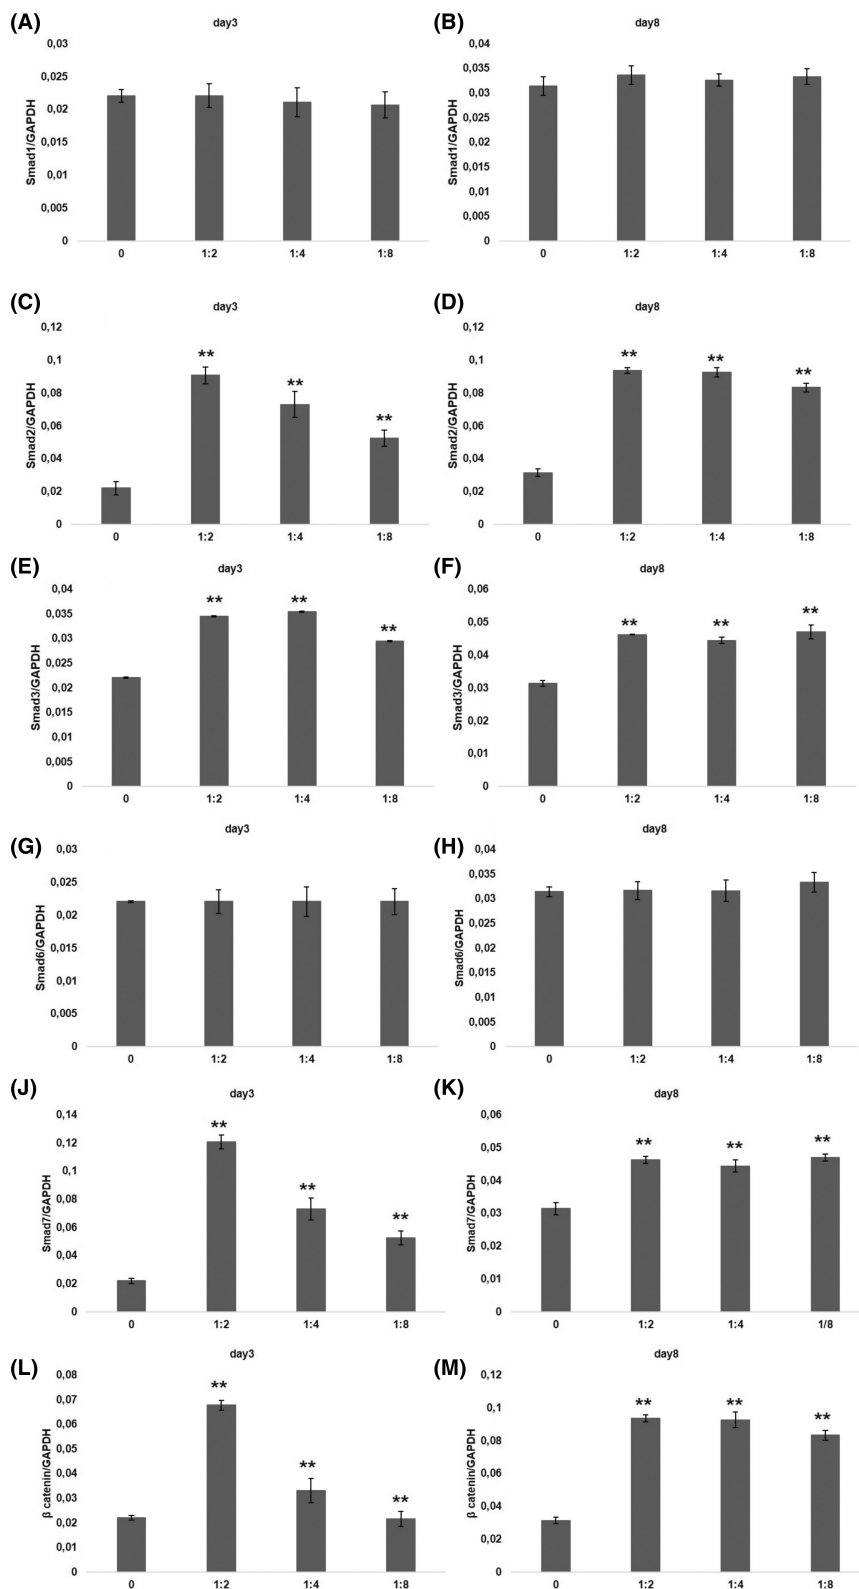 (A)
day3
0,03
0,025
0,02
0,015
0,01
0,005
0
Smad1/GAPDH
0 1:2 1:4 1:8
(B)
day8
0,04
0,035
0,03
0,025
0,02
0,015
0,01
0,005
0
Smad1/GAPDH
0 1:2 1:4 1:8
(C)
day3
0,12
0,1
0,08
0,06
0,04
0,02
0
Smad2/GAPDH
** ** **
0 1:2 1:4 1:8
(D)
day8
0,12
0,1
0,08
0,06
0,04
0,02
0
Smad2/GAPDH
** ** **
0 1:2 1:4 1:8
(E)
day3
0,04
0,035
0,03
0,025
0,02
0,015
0,01
0,005
0
Smad3/GAPDH
** ** **
0 1:2 1:4 1:8
(F)
day8
0,06
0,05
0,04
0,03
0,02
0,01
0
Smad3/GAPDH
** ** **
0 1:2 1:4 1:8
(G)
day3
0,03
0,025
0,02
0,015
0,01
0,005
0
Smad6/GAPDH
0 1:2 1:4 1:8
(H)
day8
0,04
0,035
0,03
0,025
0,02
0,015
0,01
0,005
0
Smad6/GAPDH
0 1:2 1:4 1:8
(J)
day3
0,14
0,12
0,1
0,08
0,06
0,04
0,02
0
Smad7/GAPDH
** ** **
0 1:2 1:4 1:8
(K)
day8
0,06
0,05
0,04
0,03
0,02
0,01
0
Smad7/GAPDH
** ** **
0 1:2 1:4 1/8
(L)
day3
0,08
0,07
0,06
0,05
0,04
0,03
0,02
0,01
0
β catenin/GAPDH
** ** **
0 1:2 1:4 1:8
(M)
day8
0,12
0,1
0,08
0,06
0,04
0,02
0
β catenin/GAPDH
** ** **
0 1:2 1:4 1:8